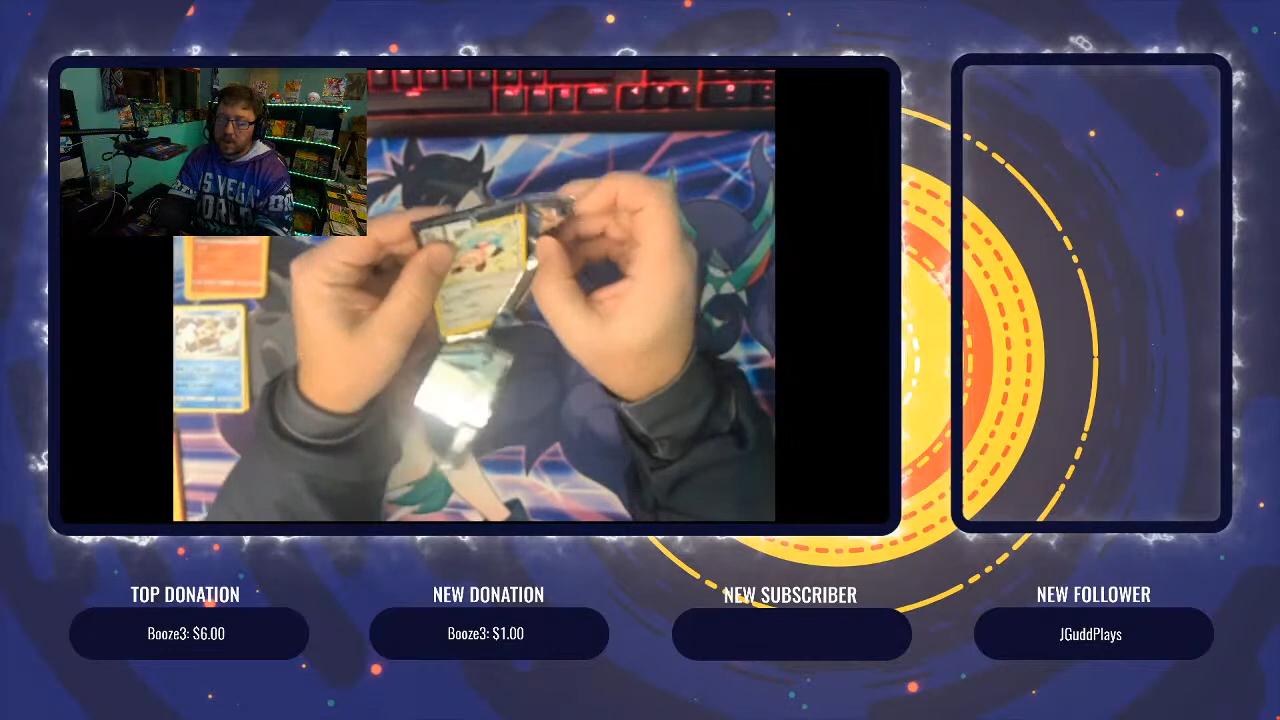 TOP DONATION
Booze3: $6.00
NEW DONATION
Booze3: $1.00
NEW SUBSCRIBER
NEW FOLLOWER
JGuddPlays